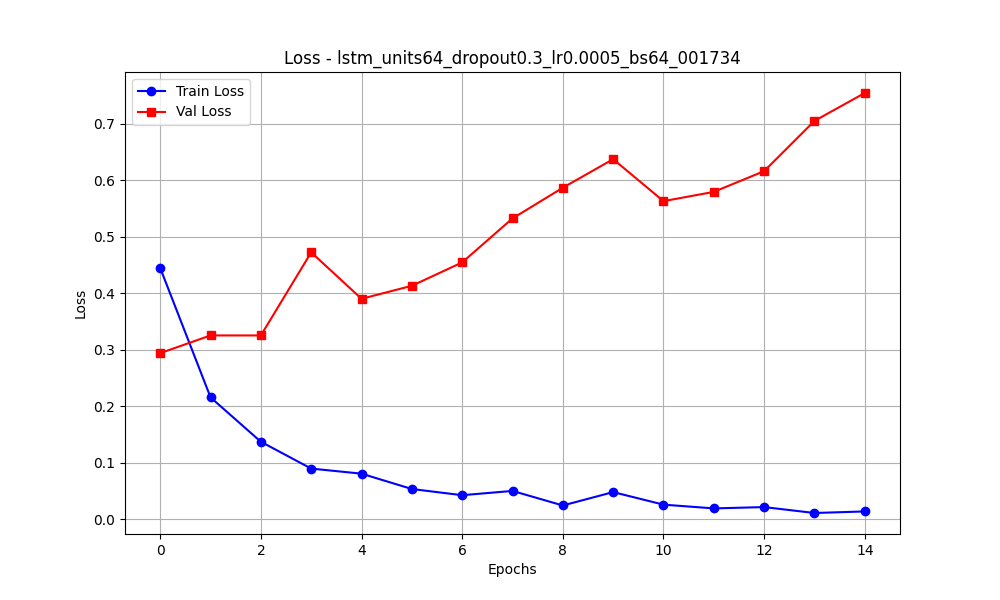 Loss - lstm_units64_dropout0.3_lr0.0005_bs64_001734
Train Loss
Val Loss
0.7
0.6
0.5
0.4
0.3
0.2
0.1
0.0
Loss
0 2 4 6 8 10 12 14
Epochs